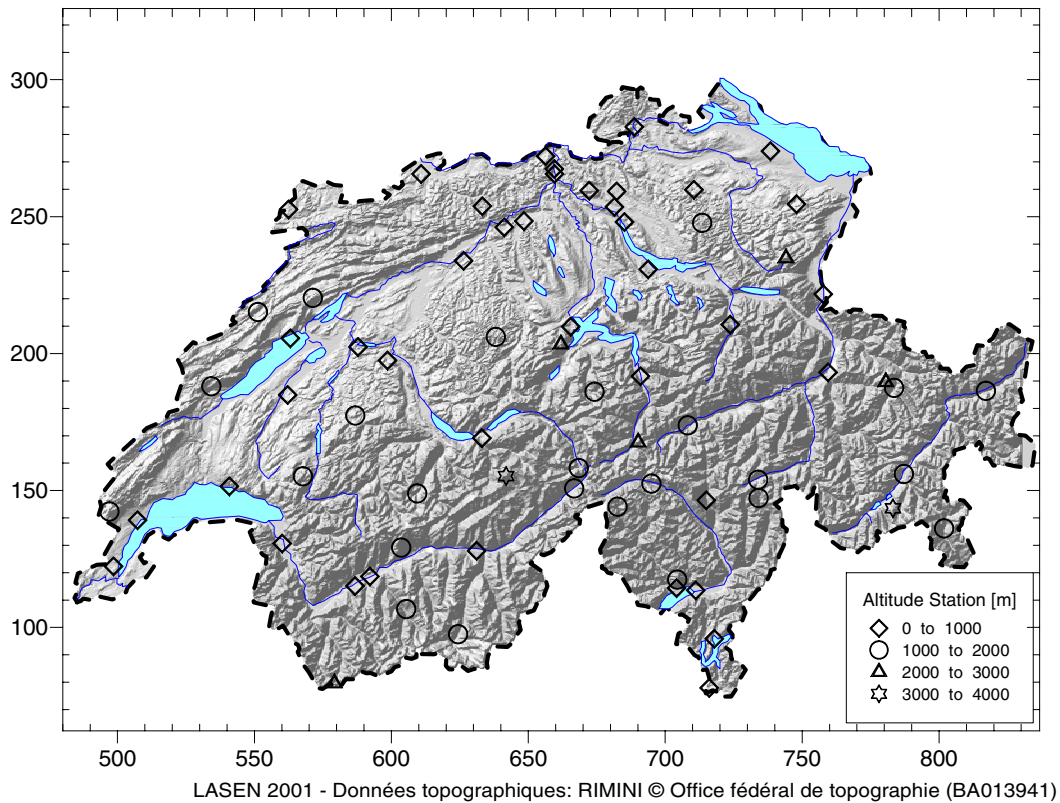 300
250
200
150
100
500
550
600
650
700
750
800
Altitude Station [m]
0 to 1000
1000 to 2000
2000 to 3000
3000 to 4000
LASEN 2001 - Données topographiques: RIMINI © Office fédéral de topographie (BA013941)